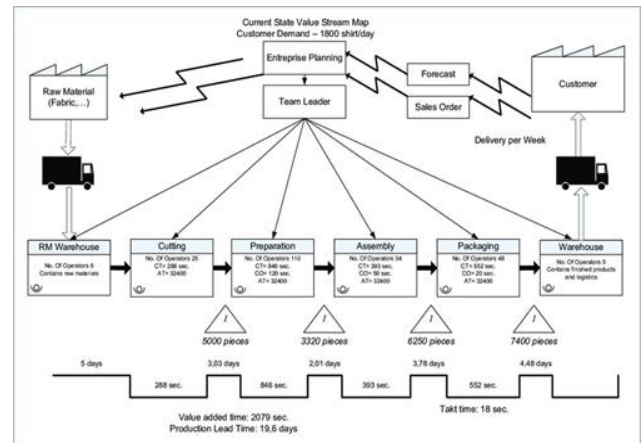 Current State Value Stream Map
Customer Demand – 1800 shirt/day
Entreprise Planning
Forecast
Customer
Raw Material
(Fabric,...)
Team Leader
Sales Order
Delivery per Week
RM Warehouse
No. Of Operators 6
Contains new materials
Cutting
No. Of Operators 25
CT= 288 sec.
AT= 32400
Preparation
No. Of Operators 110
CT= 846 sec.
CO= 120 sec.
AT= 32400
Assembly
No. Of Operators 34
CT= 393 sec.
CO= 50 sec.
AT= 32400
Packaging
No. Of Operators 48
CT= 552 sec.
CO= 20 sec.
AT= 32400
Warehouse
No. Of Operators 5
Contains finished products
and logistics
I
I
I
I
5000 pieces
3320 pieces
6250 pieces
7400 pieces
5 days
3,03 days
2,01 days
3,78 days
4,48 days
288 sec.
846 sec.
393 sec.
552 sec.
Value added time: 2079 sec.
Takt time: 18 sec.
Production Lead Time: 19,6 days